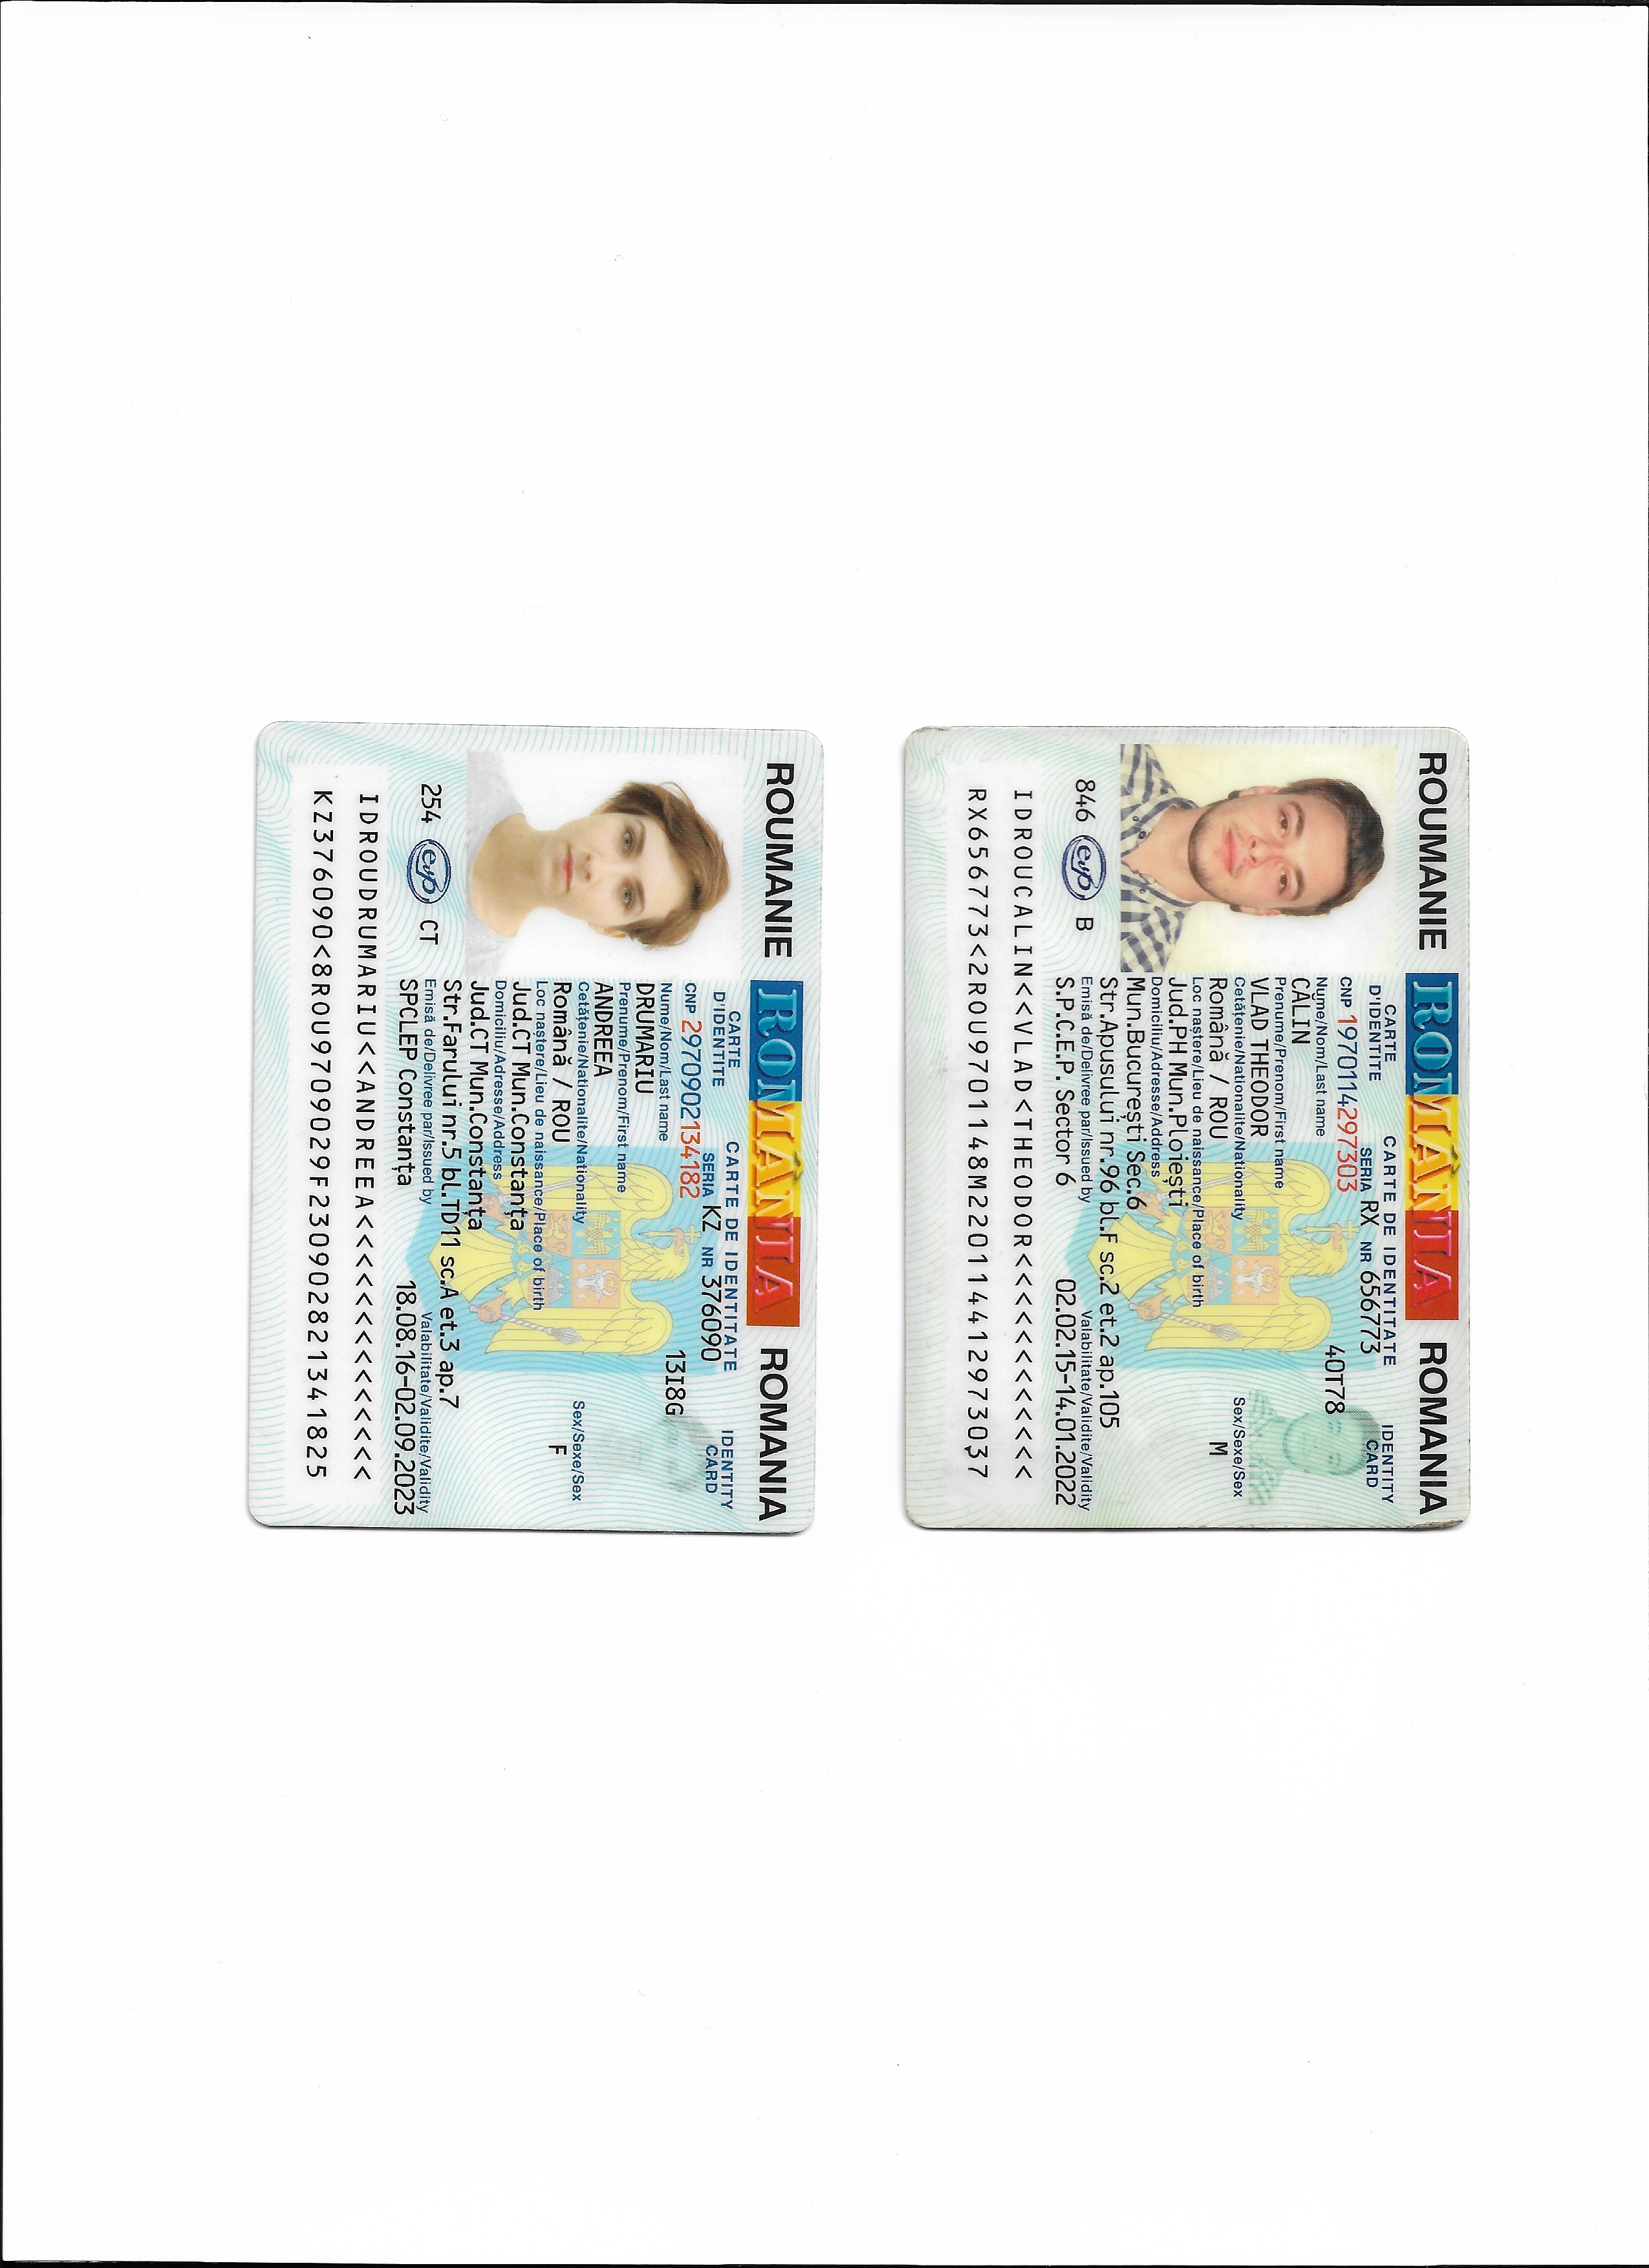 ROUMANIE ROMÂNIA ROMANIA
CARTE D'IDENTITE CARTE DE IDENTITATE IDENTITY CARD
SERIA RX NR 656773
CNP 1970114297303
40T78
Nume/Nom/Last name
CĂLIN
Prenume/Prenom/First name
VLAD THEODOR
Cetățenie/Nationalite/Nationality
Română / ROU
Sex/Sexe/Sex
M
Loc naștere/Lieu de naissance/Place of birth
Jud.PH Mun.Ploiești
Domiciliu/Adresse/Address
Mun.București Sec.6
Str.Apusului nr.96 bl.F sc.2 et.2 ap.105
846 evp B
Emisă de/Delivree par/Issued by Valabilitate/Validite/Validity
S.P.C.E.P. Sector 6 02.02.15-14.01.2022
IDROUCALIN<<VLAD<THEODOR<<<<<<<<<<<<
RX656773<2ROU9701148M220114412973037
ROUMANIE ROMÂNIA ROMANIA
CARTE D'IDENTITE CARTE DE IDENTITATE IDENTITY CARD
SERIA KZ NR 376090
CNP 2970902134182
13I8G
Nume/Nom/Last name
DRUMARIU
Prenume/Prenom/First name
ANDREEA
Cetățenie/Nationalite/Nationality
Română / ROU
Sex/Sexe/Sex
F
Loc naștere/Lieu de naissance/Place of birth
Jud.CT Mun.Constanța
Domiciliu/Adresse/Address
Jud.CT Mun.Constanța
Str.Farului nr.5 bl.TD11 sc.A et.3 ap.7
254 evp CT
Emisă de/Delivree par/Issued by Valabilitate/Validite/Validity
SPCLEP Constanța 18.08.16-02.09.2023
IDROUDRUMARIU<<ANDREEA<<<<<<<<<<<<<<
KZ376090<8ROU9709029F230902821341825